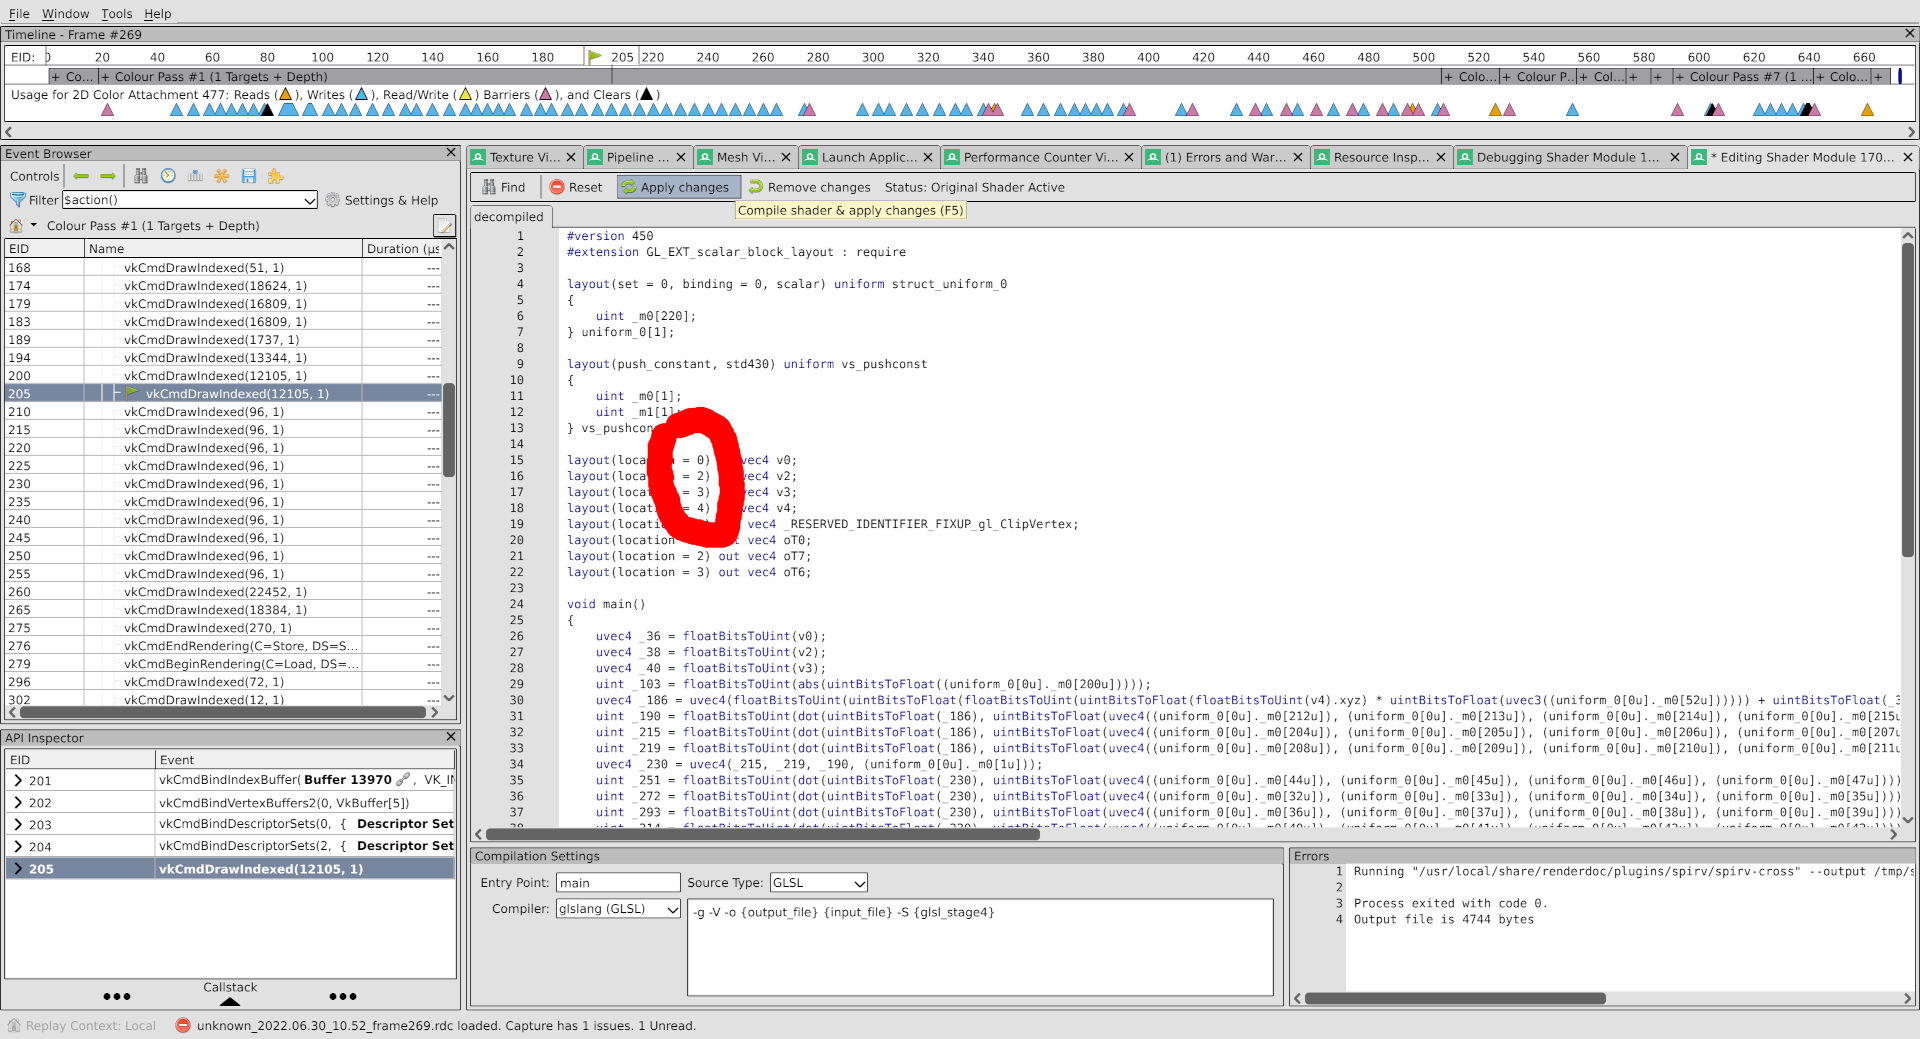 File Window Tools Help
Timeline - Frame #269
EID: 0 20 40 60 80 100 120 140 160 180 205 220 240 260 280 300 320 340 360 380 400 420 440 460 480 500 520 540 560 580 600 620 640 660
+ Co... + Colour Pass #1 (1 Targets + Depth) + Colo... + Colour P... + Col... + + + Colour Pass #7 (1 ... + Colo... +
Usage for 2D Color Attachment 477: Reads ( ), Writes ( ), Read/Write ( ) Barriers ( ), and Clears ( )
Event Browser
Controls
Filter $action() Settings & Help
Colour Pass #1 (1 Targets + Depth)
EID Name Duration (µs
168 vkCmdDrawIndexed(51, 1) ---
174 vkCmdDrawIndexed(18624, 1) ---
179 vkCmdDrawIndexed(16809, 1) ---
183 vkCmdDrawIndexed(16809, 1) ---
189 vkCmdDrawIndexed(1737, 1) ---
194 vkCmdDrawIndexed(13344, 1) ---
200 vkCmdDrawIndexed(12105, 1) ---
205 vkCmdDrawIndexed(12105, 1) ---
210 vkCmdDrawIndexed(96, 1) ---
215 vkCmdDrawIndexed(96, 1) ---
220 vkCmdDrawIndexed(96, 1) ---
225 vkCmdDrawIndexed(96, 1) ---
230 vkCmdDrawIndexed(96, 1) ---
235 vkCmdDrawIndexed(96, 1) ---
240 vkCmdDrawIndexed(96, 1) ---
245 vkCmdDrawIndexed(96, 1) ---
250 vkCmdDrawIndexed(96, 1) ---
255 vkCmdDrawIndexed(96, 1) ---
260 vkCmdDrawIndexed(22452, 1) ---
265 vkCmdDrawIndexed(18384, 1) ---
275 vkCmdDrawIndexed(270, 1) ---
276 vkCmdEndRendering(C=Store, DS=S... ---
279 vkCmdBeginRendering(C=Load, DS=... ---
296 vkCmdDrawIndexed(72, 1) ---
302 vkCmdDrawIndexed(12, 1) ---
API Inspector
EID Event
201 vkCmdBindIndexBuffer( Buffer 13970 , VK_IN
202 vkCmdBindVertexBuffers2(0, VkBuffer[5])
203 vkCmdBindDescriptorSets(0, { Descriptor Set
204 vkCmdBindDescriptorSets(2, { Descriptor Set
205 vkCmdDrawIndexed(12105, 1)
Callstack
Texture Vi... Pipeline ... Mesh Vi... Launch Applic... Performance Counter Vi... (1) Errors and War... Resource Insp... Debugging Shader Module 1... * Editing Shader Module 170...
Find Reset Apply changes Remove changes Status: Original Shader Active
Compile shader & apply changes (F5)
decompiled
1 #version 450
2 #extension GL_EXT_scalar_block_layout : require
3
4 layout(set = 0, binding = 0, scalar) uniform struct_uniform_0
5 {
6 uint _m0[220];
7 } uniform_0[1];
8
9 layout(push_constant, std430) uniform vs_pushconst
10 {
11 uint _m0[1];
12 uint _m1[1];
13 } vs_pushcon
14
15 layout(loca = 0) vec4 v0;
16 layout(loca = 2) vec4 v2;
17 layout(loca = 3) vec4 v3;
18 layout(locat = 4) vec4 v4;
19 layout(locati vec4 _RESERVED_IDENTIFIER_FIXUP_gl_ClipVertex;
20 layout(location vec4 oT0;
21 layout(location = 2) out vec4 oT7;
22 layout(location = 3) out vec4 oT6;
23
24 void main()
25 {
26 uvec4 _36 = floatBitsToUint(v0);
27 uvec4 _38 = floatBitsToUint(v2);
28 uvec4 _40 = floatBitsToUint(v3);
29 uint _103 = floatBitsToUint(abs(uintBitsToFloat((uniform_0[0u]._m0[200u]))));
30 uvec4 _186 = uvec4(floatBitsToUint(uintBitsToFloat(floatBitsToUint(uintBitsToFloat(floatBitsToUint(v4).xyz) * uintBitsToFloat(uvec3((uniform_0[0u]._m0[52u]))))) + uintBitsToFloat(_3
31 uint _190 = floatBitsToUint(dot(uintBitsToFloat(_186), uintBitsToFloat(uvec4((uniform_0[0u]._m0[212u]), (uniform_0[0u]._m0[213u]), (uniform_0[0u]._m0[214u]), (uniform_0[0u]._m0[215u
32 uint _215 = floatBitsToUint(dot(uintBitsToFloat(_186), uintBitsToFloat(uvec4((uniform_0[0u]._m0[204u]), (uniform_0[0u]._m0[205u]), (uniform_0[0u]._m0[206u]), (uniform_0[0u]._m0[207u
33 uint _219 = floatBitsToUint(dot(uintBitsToFloat(_186), uintBitsToFloat(uvec4((uniform_0[0u]._m0[208u]), (uniform_0[0u]._m0[209u]), (uniform_0[0u]._m0[210u]), (uniform_0[0u]._m0[211u
34 uvec4 _230 = uvec4(_215, _219, _190, (uniform_0[0u]._m0[1u]));
35 uint _251 = floatBitsToUint(dot(uintBitsToFloat(_230), uintBitsToFloat(uvec4((uniform_0[0u]._m0[44u]), (uniform_0[0u]._m0[45u]), (uniform_0[0u]._m0[46u]), (uniform_0[0u]._m0[47u]))))
36 uint _272 = floatBitsToUint(dot(uintBitsToFloat(_230), uintBitsToFloat(uvec4((uniform_0[0u]._m0[32u]), (uniform_0[0u]._m0[33u]), (uniform_0[0u]._m0[34u]), (uniform_0[0u]._m0[35u]))))
37 uint _293 = floatBitsToUint(dot(uintBitsToFloat(_230), uintBitsToFloat(uvec4((uniform_0[0u]._m0[36u]), (uniform_0[0u]._m0[37u]), (uniform_0[0u]._m0[38u]), (uniform_0[0u]._m0[39u]))))
Compilation Settings
Entry Point: main Source Type: GLSL
Compiler: glslang (GLSL) -g -V -o {output_file} {input_file} -S {glsl_stage4}
Errors
1 Running "/usr/local/share/renderdoc/plugins/spirv/spirv-cross" --output /tmp/s
2
3 Process exited with code 0.
4 Output file is 4744 bytes
Replay Context: Local unknown_2022.06.30_10.52_frame269.rdc loaded. Capture has 1 issues. 1 Unread.